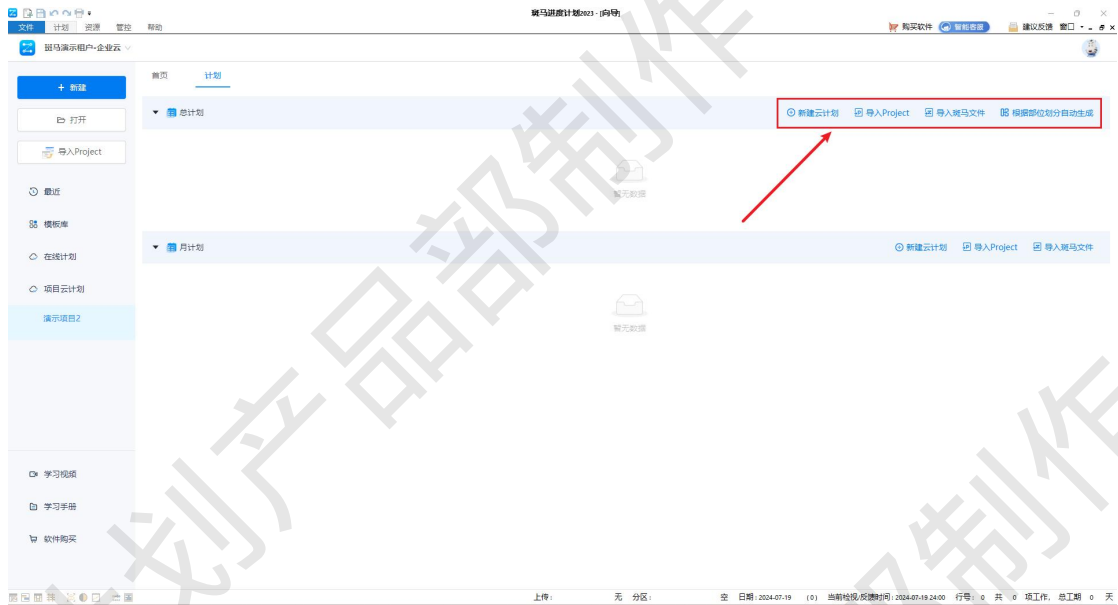 斑马进度计划2023 - [向导]
文件 计划 资源 管控 帮助 购买软件 智能客服 建议反馈 窗口
斑马演示租户-企业云
首页 计划
+ 新建
打开
导入Project
最近
模板库
在线计划
项目云计划
演示项目2
学习视频
学习手册
软件购买
总计划 新建云计划 导入Project 导入斑马文件 根据部位划分自动生成
暂无数据
月计划 新建云计划 导入Project 导入斑马文件
暂无数据
上传: 无 分区: 空 日期:2024-07-19 (0) 当前检视/反馈时间:2024-07-19 24:00 行号: 0 共 0 项工作, 总工期 0 天
划产品部制作
制作